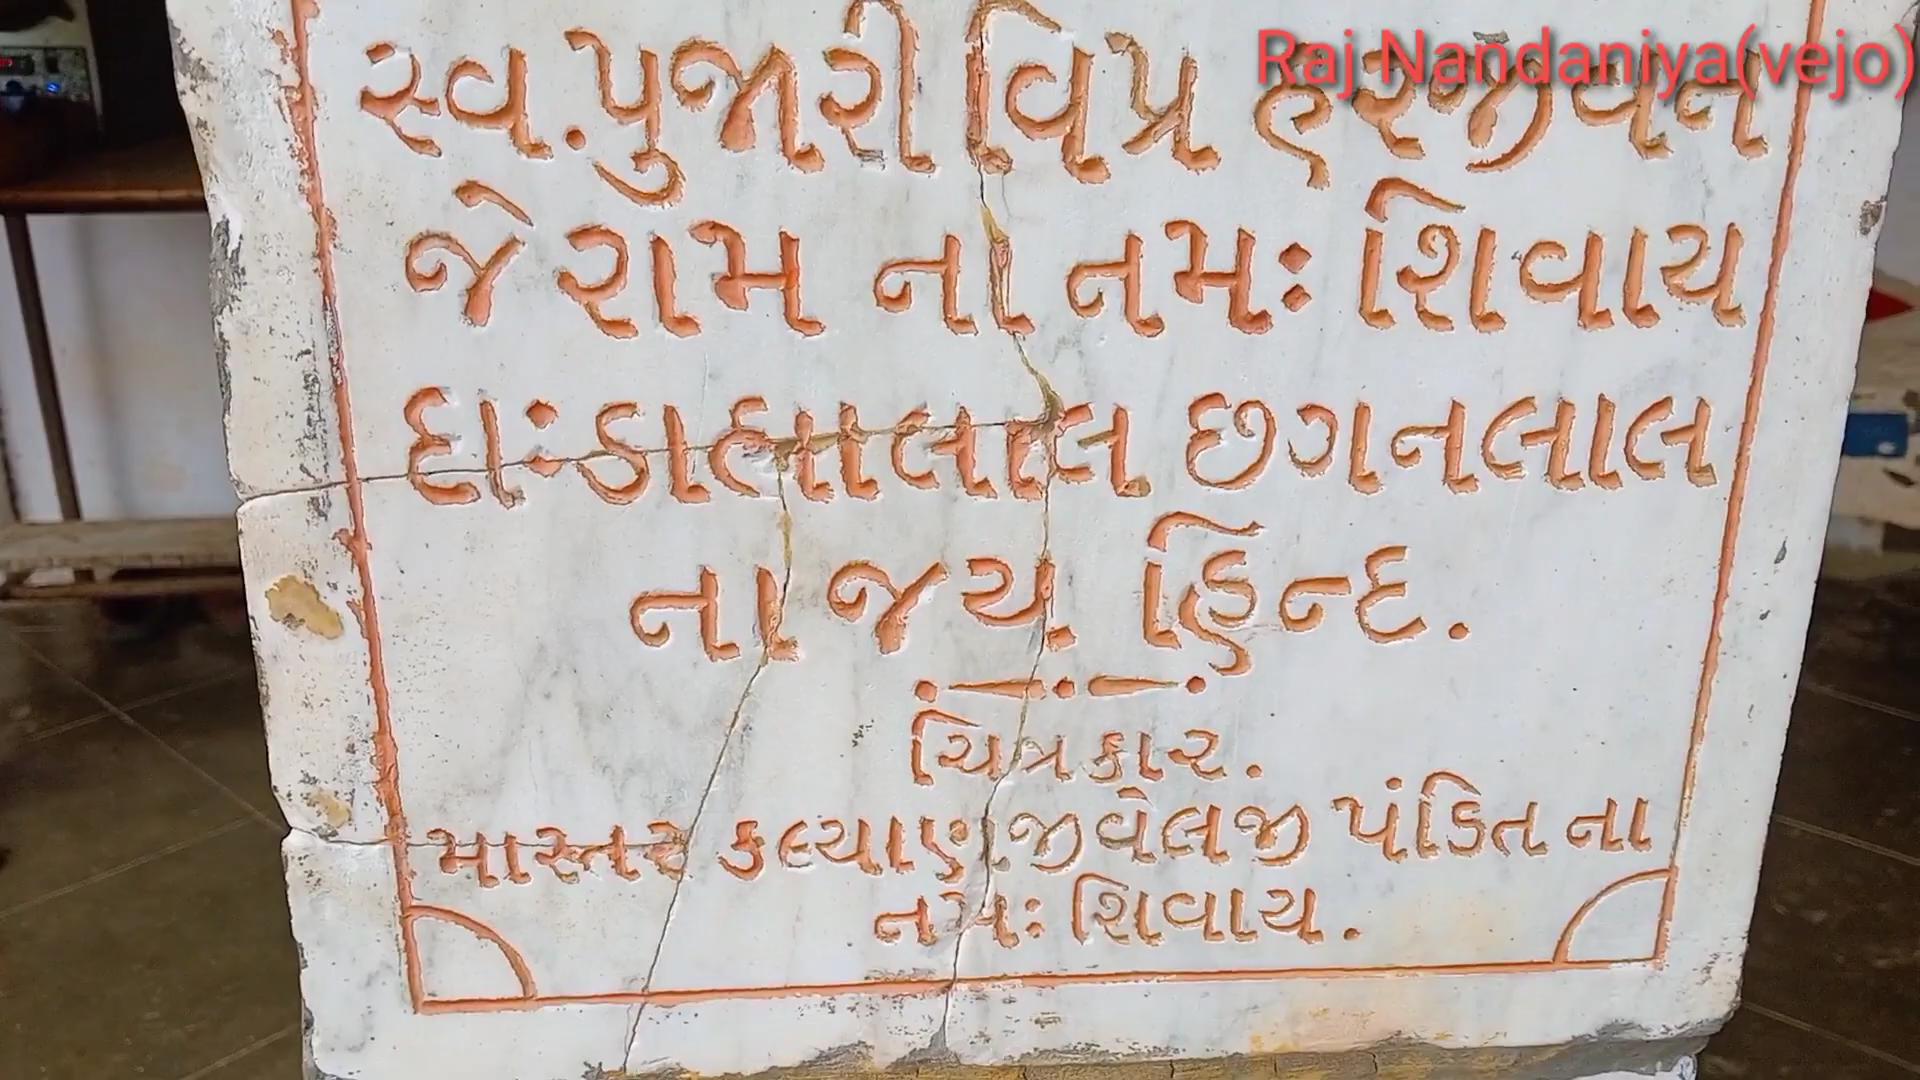 Raj Nandaniya(vejo)
સ્વ.પુજારી વિપ્ર હરજીવન
જેરામ ના નમઃ શિવાય
દાઃ ડાહાલાલ છગનલાલ
ના જય હિન્દ.
ચિત્રકાર.
માસ્તર કલ્યાણજી વેલજી પંડિત ના
નમઃ શિવાય.